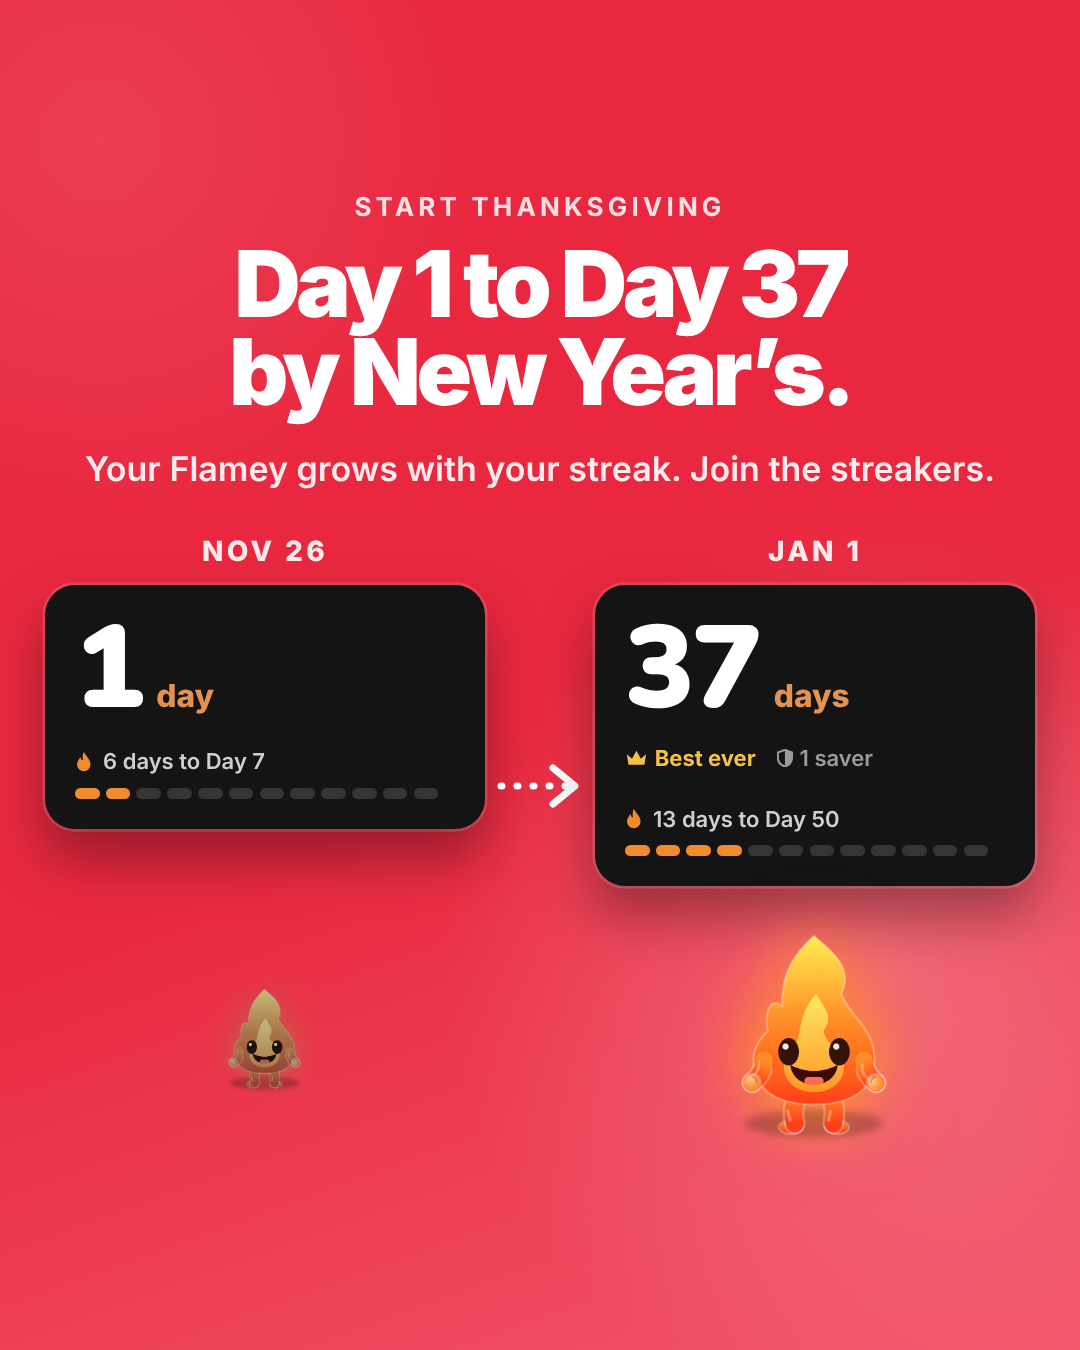 START THANKSGIVING
Day 1 to Day 37
by New Year’s.
Your Flamey grows with your streak. Join the streakers.
NOV 26
1 day
6 days to Day 7
JAN 1
37 days
Best ever 1 saver
13 days to Day 50